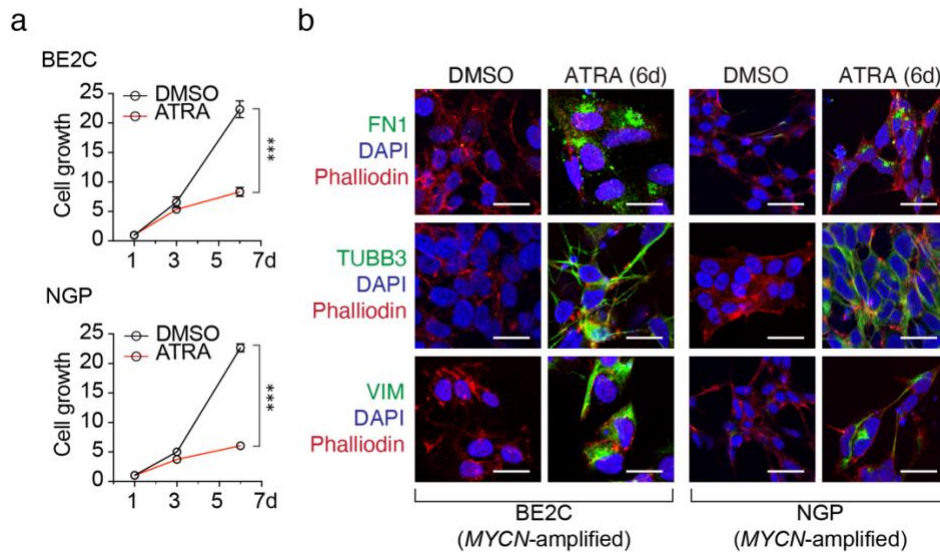 a
BE2C
DMSO
ATRA
25
20
15
10
5
0
Cell growth
***
1 3 5 7d
NGP
DMSO
ATRA
25
20
15
10
5
0
Cell growth
***
1 3 5 7d
b
DMSO ATRA (6d) DMSO ATRA (6d)
FN1
DAPI
Phalliodin
TUBB3
DAPI
Phalliodin
VIM
DAPI
Phalliodin
BE2C
(MYCN-amplified)
NGP
(MYCN-amplified)